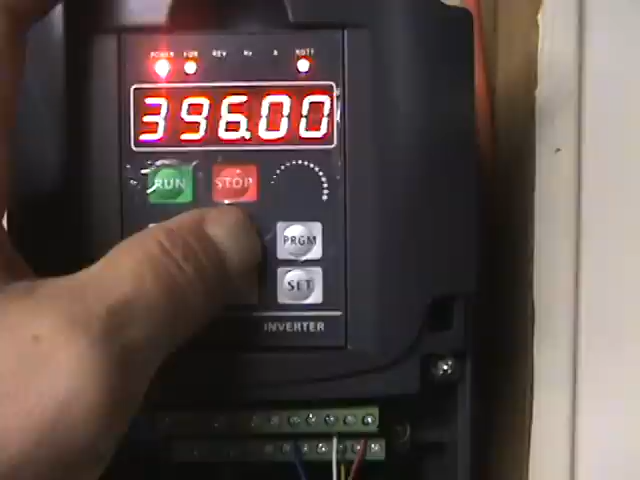 POWER FOR REV Hz A ROTT
396.00
RUN STOP
PRGM
SET
INVERTER